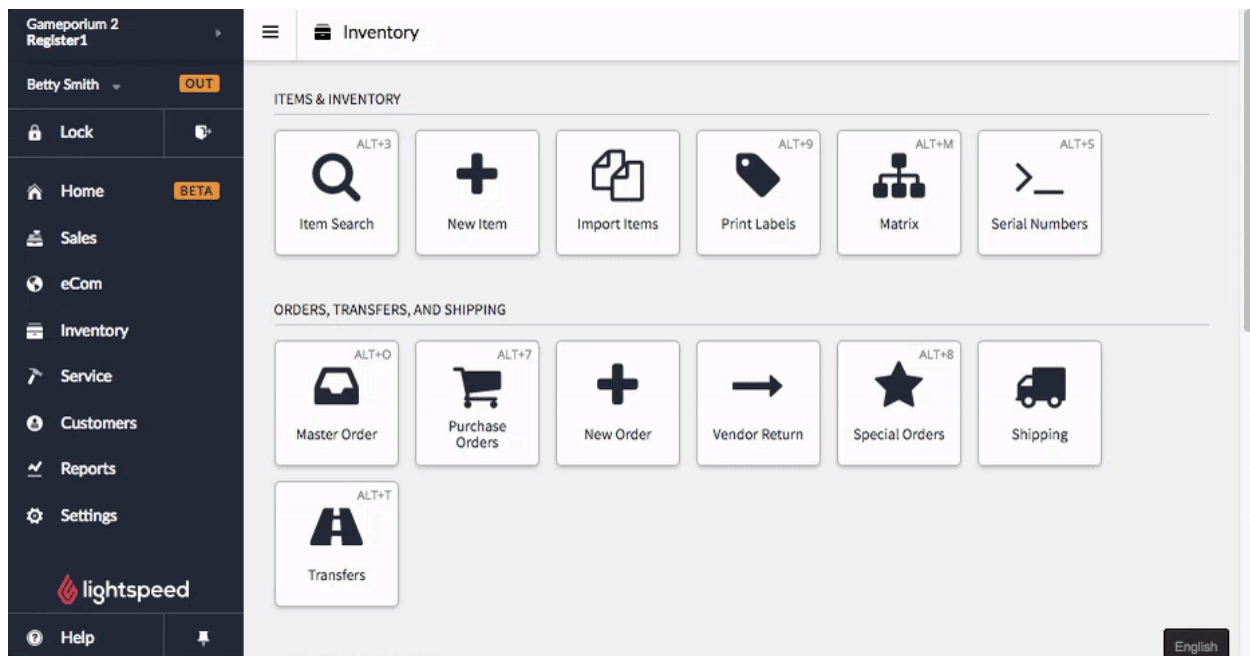 Gameporium 2
Register1
Betty Smith
OUT
Lock
Home
BETA
Sales
eCom
Inventory
Service
Customers
Reports
Settings
lightspeed
Help
Inventory
ITEMS & INVENTORY
ALT+3
Item Search
New Item
Import Items
ALT+9
Print Labels
ALT+M
Matrix
ALT+S
Serial Numbers
ORDERS, TRANSFERS, AND SHIPPING
ALT+O
Master Order
ALT+7
Purchase
Orders
New Order
Vendor Return
ALT+8
Special Orders
Shipping
ALT+T
Transfers
English